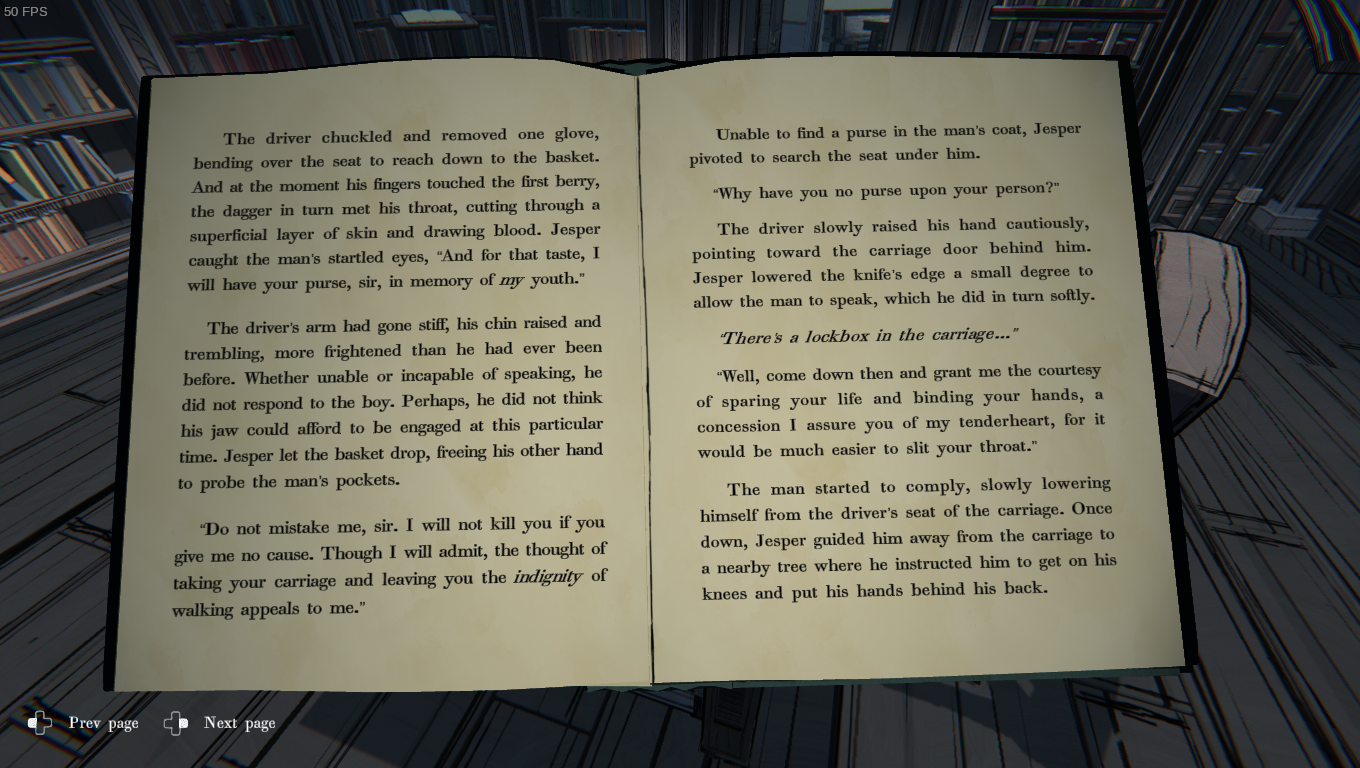 50 FPS
The driver chuckled and removed one glove,
bending over the seat to reach down to the basket.
And at the moment his fingers touched the first berry,
the dagger in turn met his throat, cutting through a
superficial layer of skin and drawing blood. Jesper
caught the man's startled eyes, "And for that taste, I
will have your purse, sir, in memory of my youth."
The driver's arm had gone stiff, his chin raised and
trembling, more frightened than he had ever been
before. Whether unable or incapable of speaking, he
did not respond to the boy. Perhaps, he did not think
his jaw could afford to be engaged at this particular
time. Jesper let the basket drop, freeing his other hand
to probe the man's pockets.
"Do not mistake me, sir. I will not kill you if you
give me no cause. Though I will admit, the thought of
taking your carriage and leaving you the indignity of
walking appeals to me."
Unable to find a purse in the man's coat, Jesper
pivoted to search the seat under him.
"Why have you no purse upon your person?"
The driver slowly raised his hand cautiously,
pointing toward the carriage door behind him.
Jesper lowered the knife's edge a small degree to
allow the man to speak, which he did in turn softly.
"There's a lockbox in the carriage..."
"Well, come down then and grant me the courtesy
of sparing your life and binding your hands, a
concession I assure you of my tenderheart, for it
would be much easier to slit your throat."
The man started to comply, slowly lowering
himself from the driver's seat of the carriage. Once
down, Jesper guided him away from the carriage to
a nearby tree where he instructed him to get on his
knees and put his hands behind his back.
Prev page
Next page